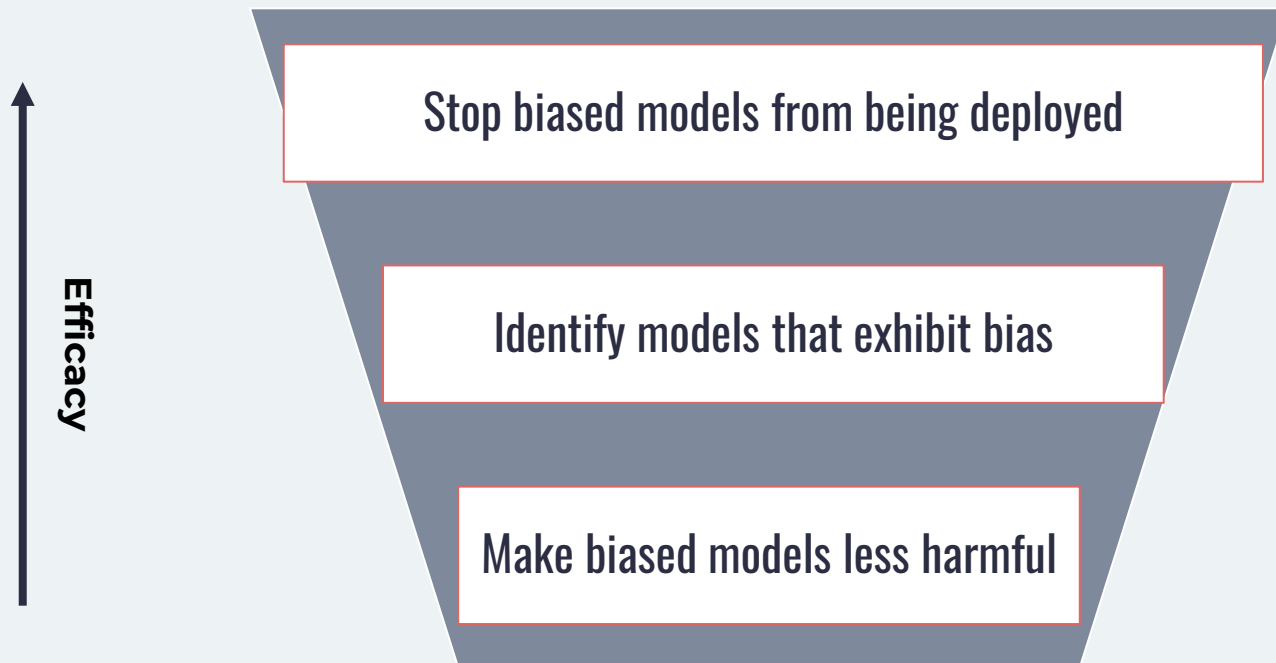 Stop biased models from being deployed
Efficacy
Identify models that exhibit bias
Make biased models less harmful